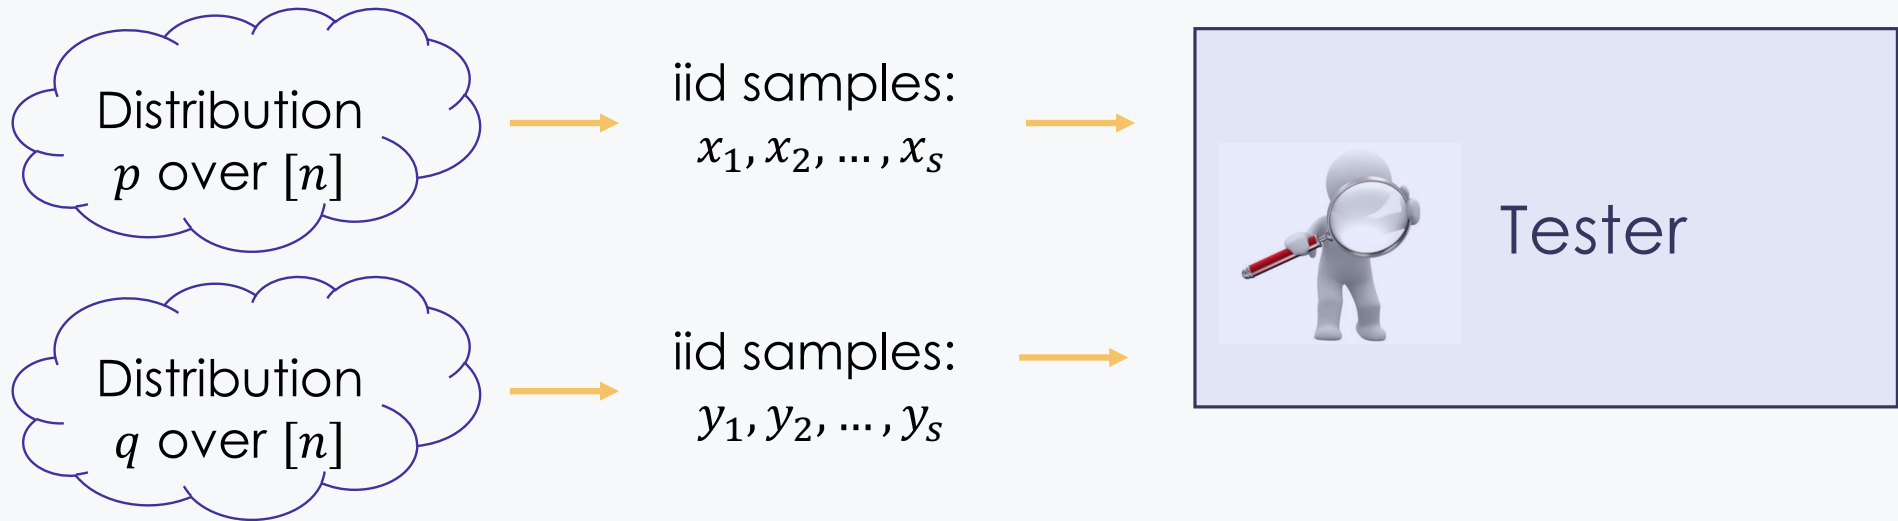 Distribution
p over [n]
iid samples:
x₁, x₂, … , xₛ
Tester
Distribution
q over [n]
iid samples:
y₁, y₂, … , yₛ